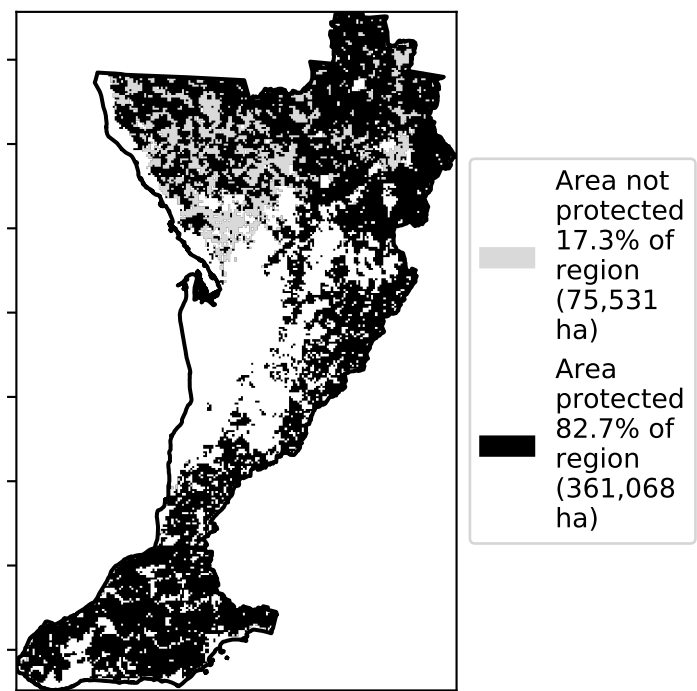 Area not
protected
17.3% of
region
(75,531
ha)
Area
protected
82.7% of
region
(361,068
ha)